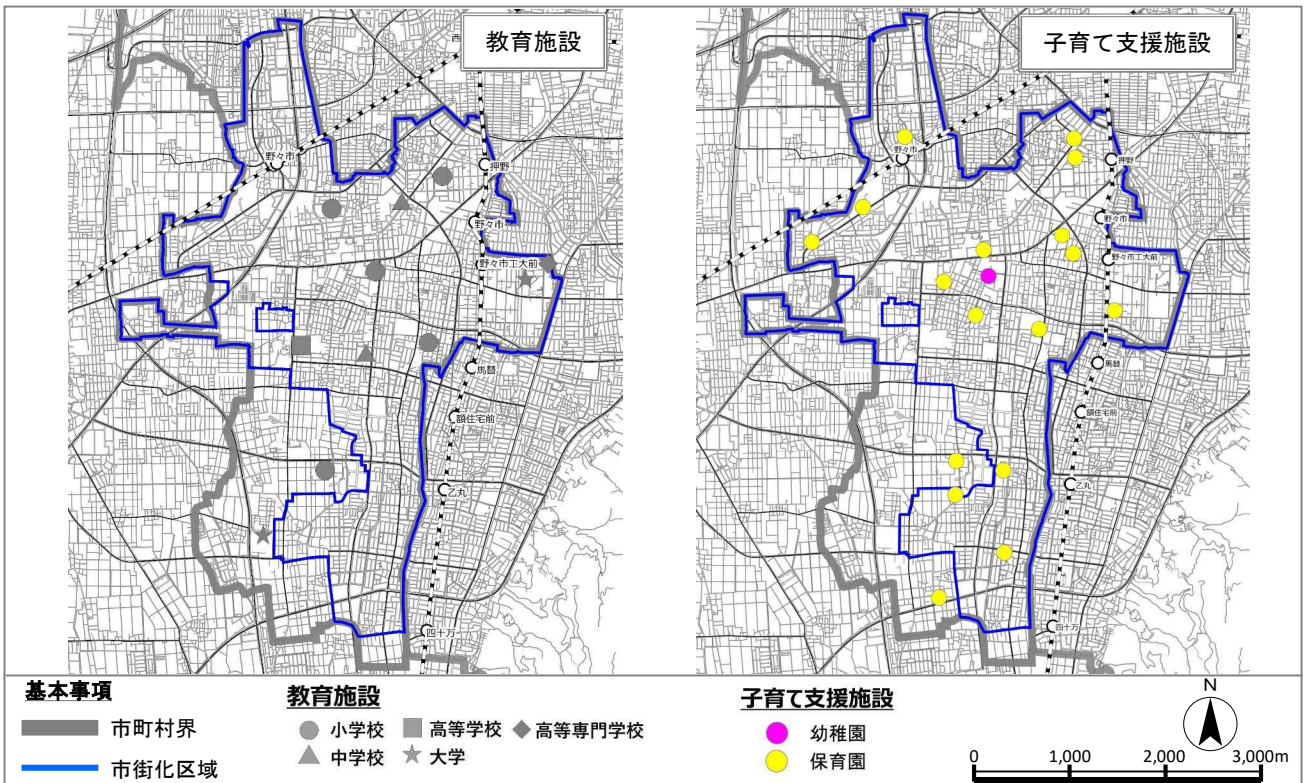 教育施設
西
野々市
押野
野々市
野々市工大前
馬替
額住宅前
乙丸
四十万
子育て支援施設
野々市
押野
野々市
野々市工大前
馬替
額住宅前
乙丸
四十万
基本事項
市町村界
市街化区域
教育施設
小学校
高等学校
高等専門学校
中学校
大学
子育て支援施設
幼稚園
保育園
N
0 1,000 2,000 3,000m